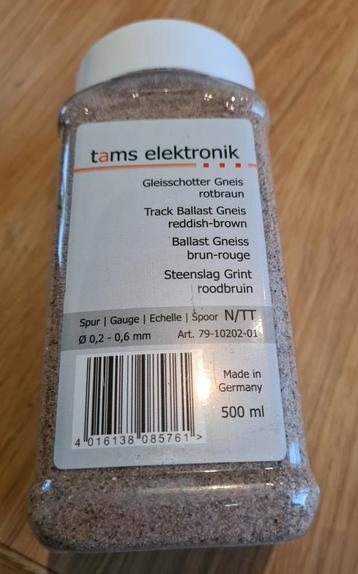 tams elektronik
Gleisschotter Gneis
rotbraun
Track Ballast Gneis
reddish-brown
Ballast Gneiss
brun-rouge
Steenslag Grint
roodbruin
Spur | Gauge | Echelle | Spoor N/TT
Ø 0,2 - 0,6 mm Art. 79-10202-01
Made in
Germany
500 ml
4 016138 085761 >